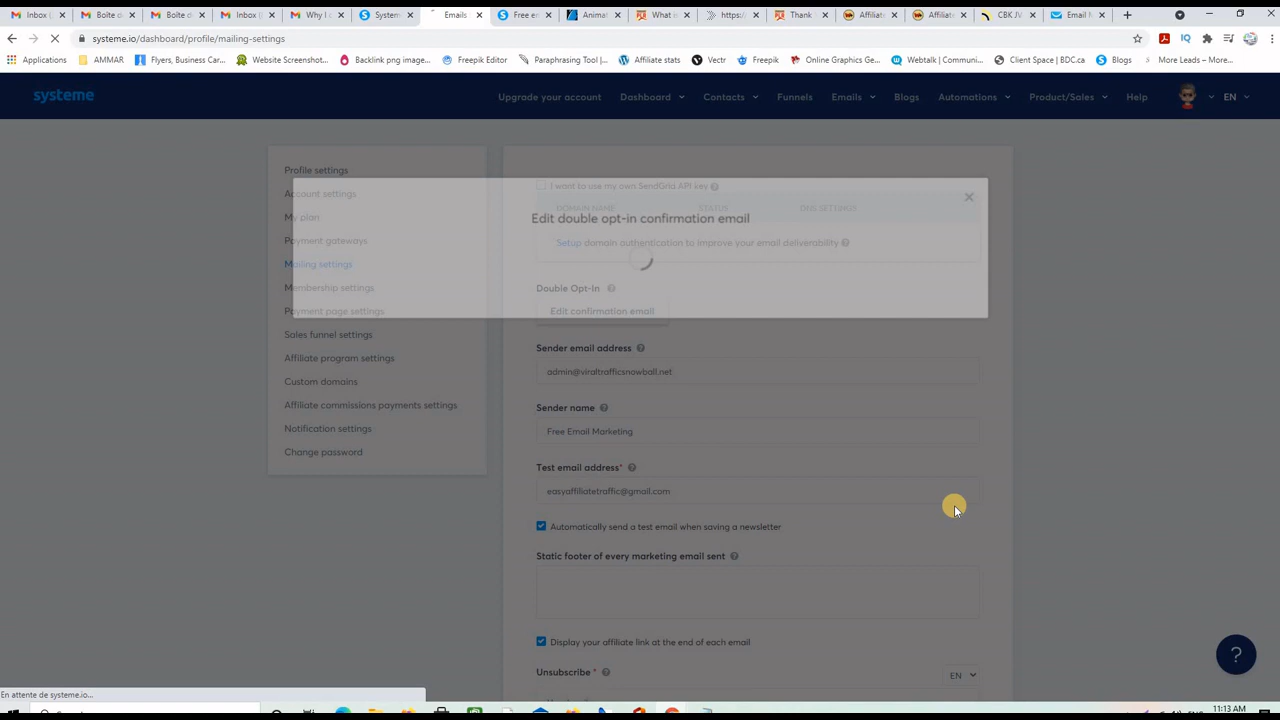 Inbox (
Boîte de
Boîte de
Inbox (
Why I
System
Emails
Free e
Animat
What is
https:/
Thank
Affiliate
Affiliate
CBK JV
Email M
systeme.io/dashboard/profile/mailing-settings
Applications
AMMAR
Flyers, Business Car...
Website Screenshot...
Backlink png image...
Freepik Editor
Paraphrasing Tool |...
Affiliate stats
Vectr
Freepik
Online Graphics Ge...
Webtalk | Communi...
Client Space | BDC.ca
Blogs
More Leads – More...
systeme
Upgrade your account
Dashboard
Contacts
Funnels
Emails
Blogs
Automations
Product/Sales
Help
EN
Profile settings
Account settings
My plan
Payment gateways
Mailing settings
Membership settings
Payment page settings
Sales funnel settings
Affiliate program settings
Custom domains
Affiliate commissions payments settings
Notification settings
Change password
I want to use my own SendGrid API key
DOMAIN NAME
STATUS
DNS SETTINGS
Edit double opt-in confirmation email
Setup domain authentication to improve your email deliverability
Double Opt-In
Edit confirmation email
Sender email address
admin@viraltrafficsnowball.net
Sender name
Free Email Marketing
Test email address*
easyaffiliatetraffic@gmail.com
Automatically send a test email when saving a newsletter
Static footer of every marketing email sent
Display your affiliate link at the end of each email
Unsubscribe *
EN
?
En attente de systeme.io...
11:13 AM